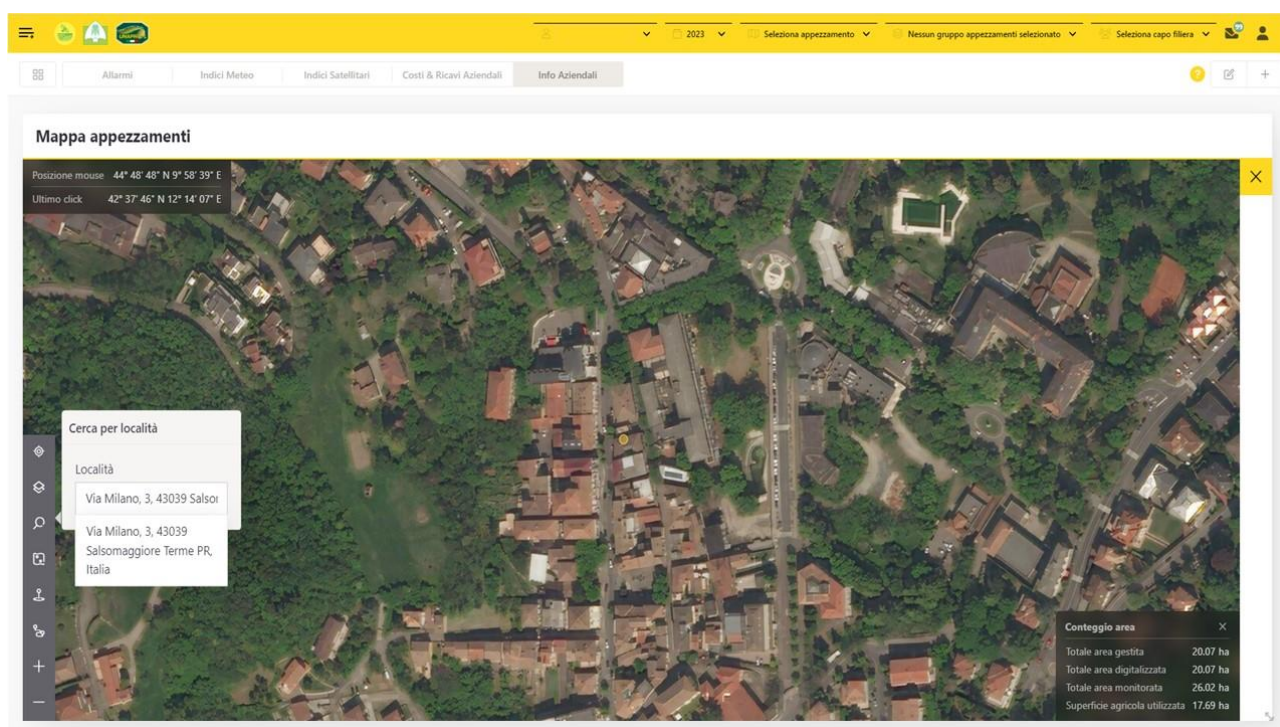 2023
Seleziona appezzamento
Nessun gruppo appezzamenti selezionato
Seleziona capo filiera
Allarmi
Indici Meteo
Indici Satellitari
Costi & Ricavi Aziendali
Info Aziendali
?
Mappa appezzamenti
Posizione mouse 44° 48' 48" N 9° 58' 39" E
Ultimo click 42° 37' 46" N 12° 14' 07" E
Cerca per località
Località
Via Milano, 3, 43039 Salsor
Via Milano, 3, 43039
Salsomaggiore Terme PR,
Italia
Conteggio area
Totale area gestita 20.07 ha
Totale area digitalizzata 20.07 ha
Totale area monitorata 26.02 ha
Superficie agricola utilizzata 17.69 ha